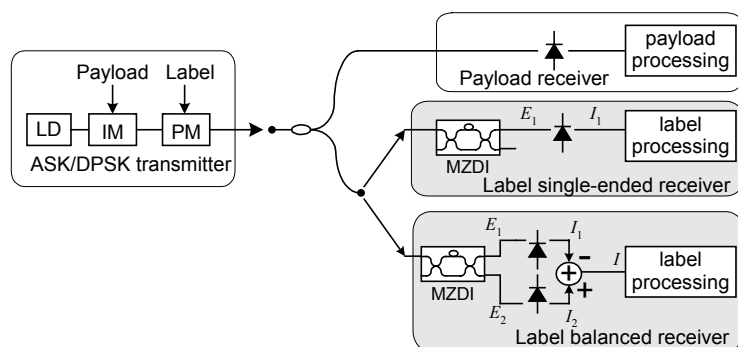 Payload
Label
LD
IM
PM
ASK/DPSK transmitter
payload
processing
Payload receiver
E1
I1
MZDI
label
processing
Label single-ended receiver
E1
I1
−
+
+
I
MZDI
E2
I2
label
processing
Label balanced receiver